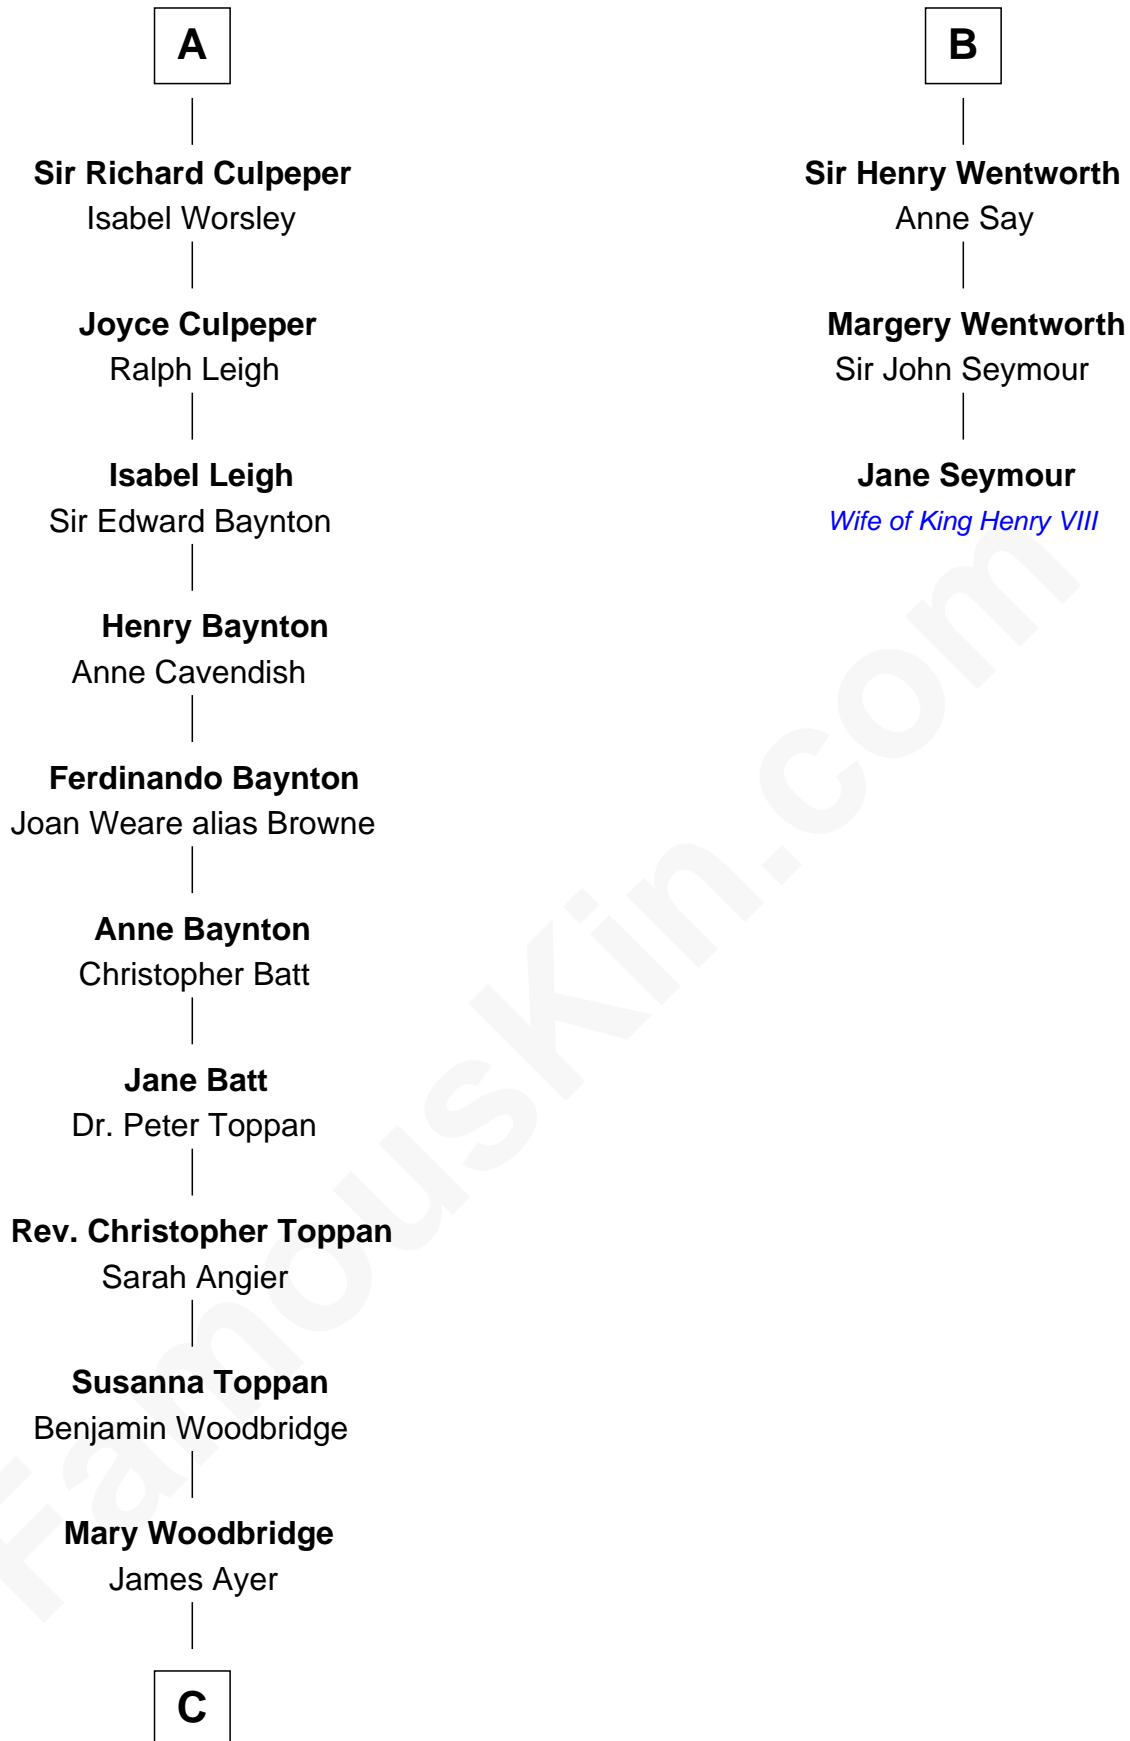 A
Sir Richard Culpeper
Isabel Worsley
Joyce Culpeper
Ralph Leigh
Isabel Leigh
Sir Edward Baynton
Henry Baynton
Anne Cavendish
Ferdinando Baynton
Joan Weare alias Browne
Anne Baynton
Christopher Batt
Jane Batt
Dr. Peter Toppan
Rev. Christopher Toppan
Sarah Angier
Susanna Toppan
Benjamin Woodbridge
Mary Woodbridge
James Ayer
C
B
Sir Henry Wentworth
Anne Say
Margery Wentworth
Sir John Seymour
Jane Seymour
Wife of King Henry VIII
FamousKin.com